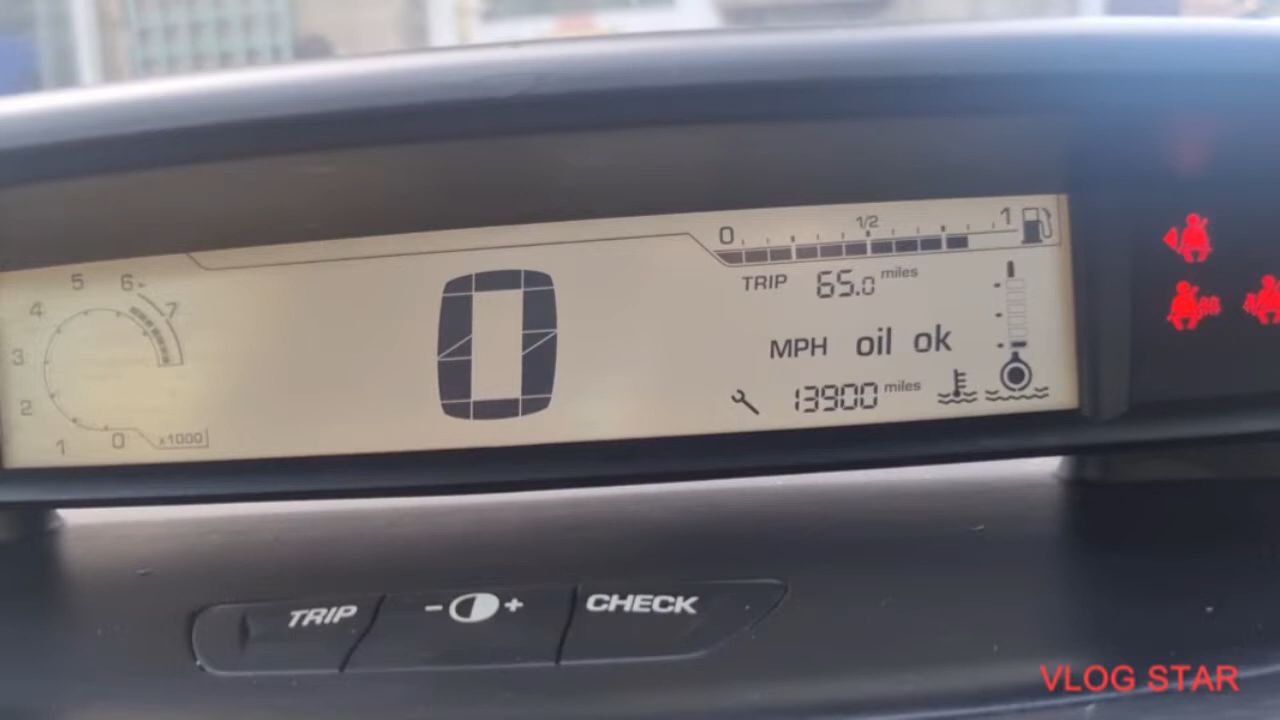 0 1/2 1
TRIP 65.0 miles
5 6 7
4
3
2
1 0 x1000
0
MPH oil ok
13900 miles
TRIP - + CHECK
VLOG STAR